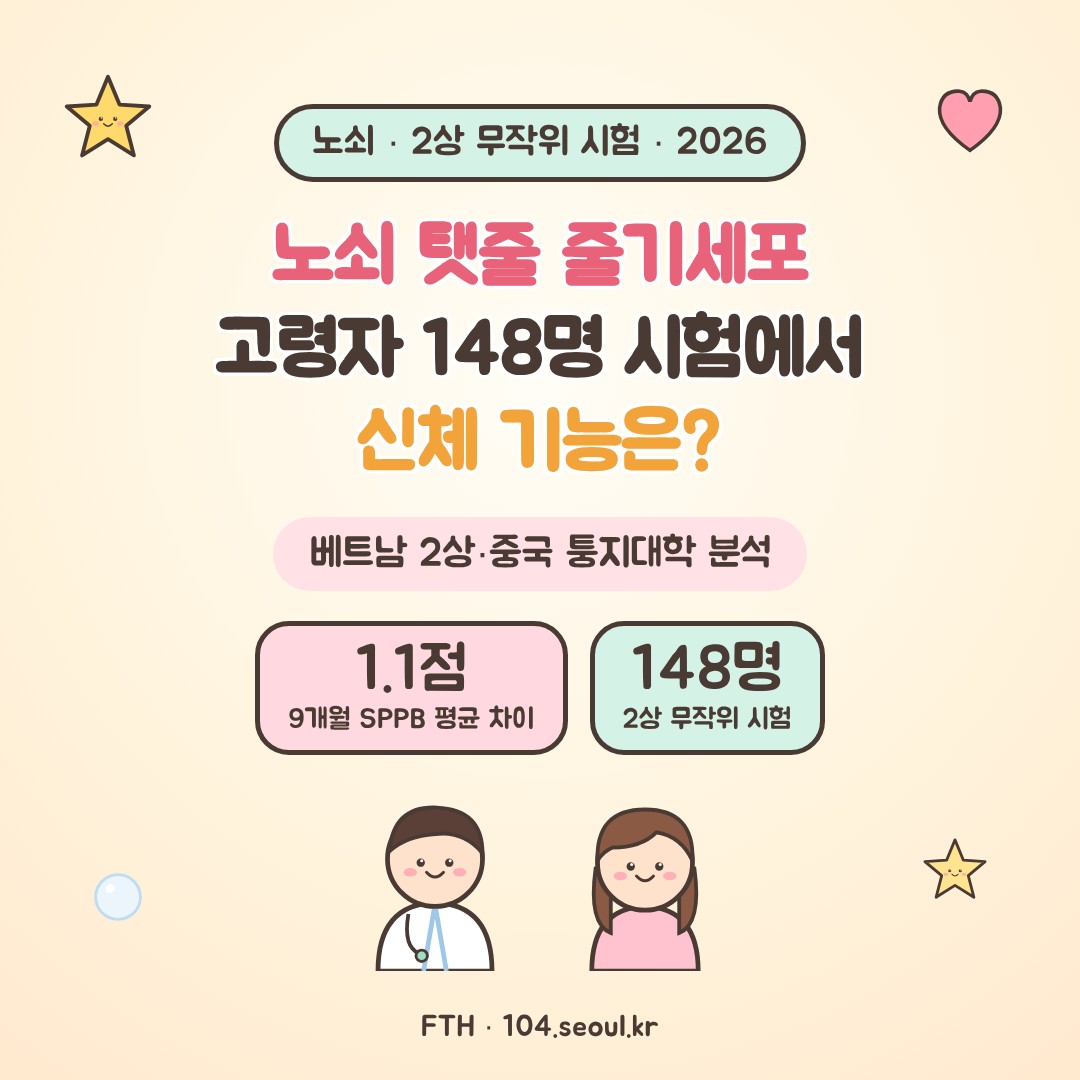 노쇠 · 2상 무작위 시험 · 2026
노쇠 탯줄 줄기세포
고령자 148명 시험에서
신체 기능은?
베트남 2상·중국 퉁지대학 분석
1.1점
9개월 SPPB 평균 차이
148명
2상 무작위 시험
FTH · 104.seoul.kr